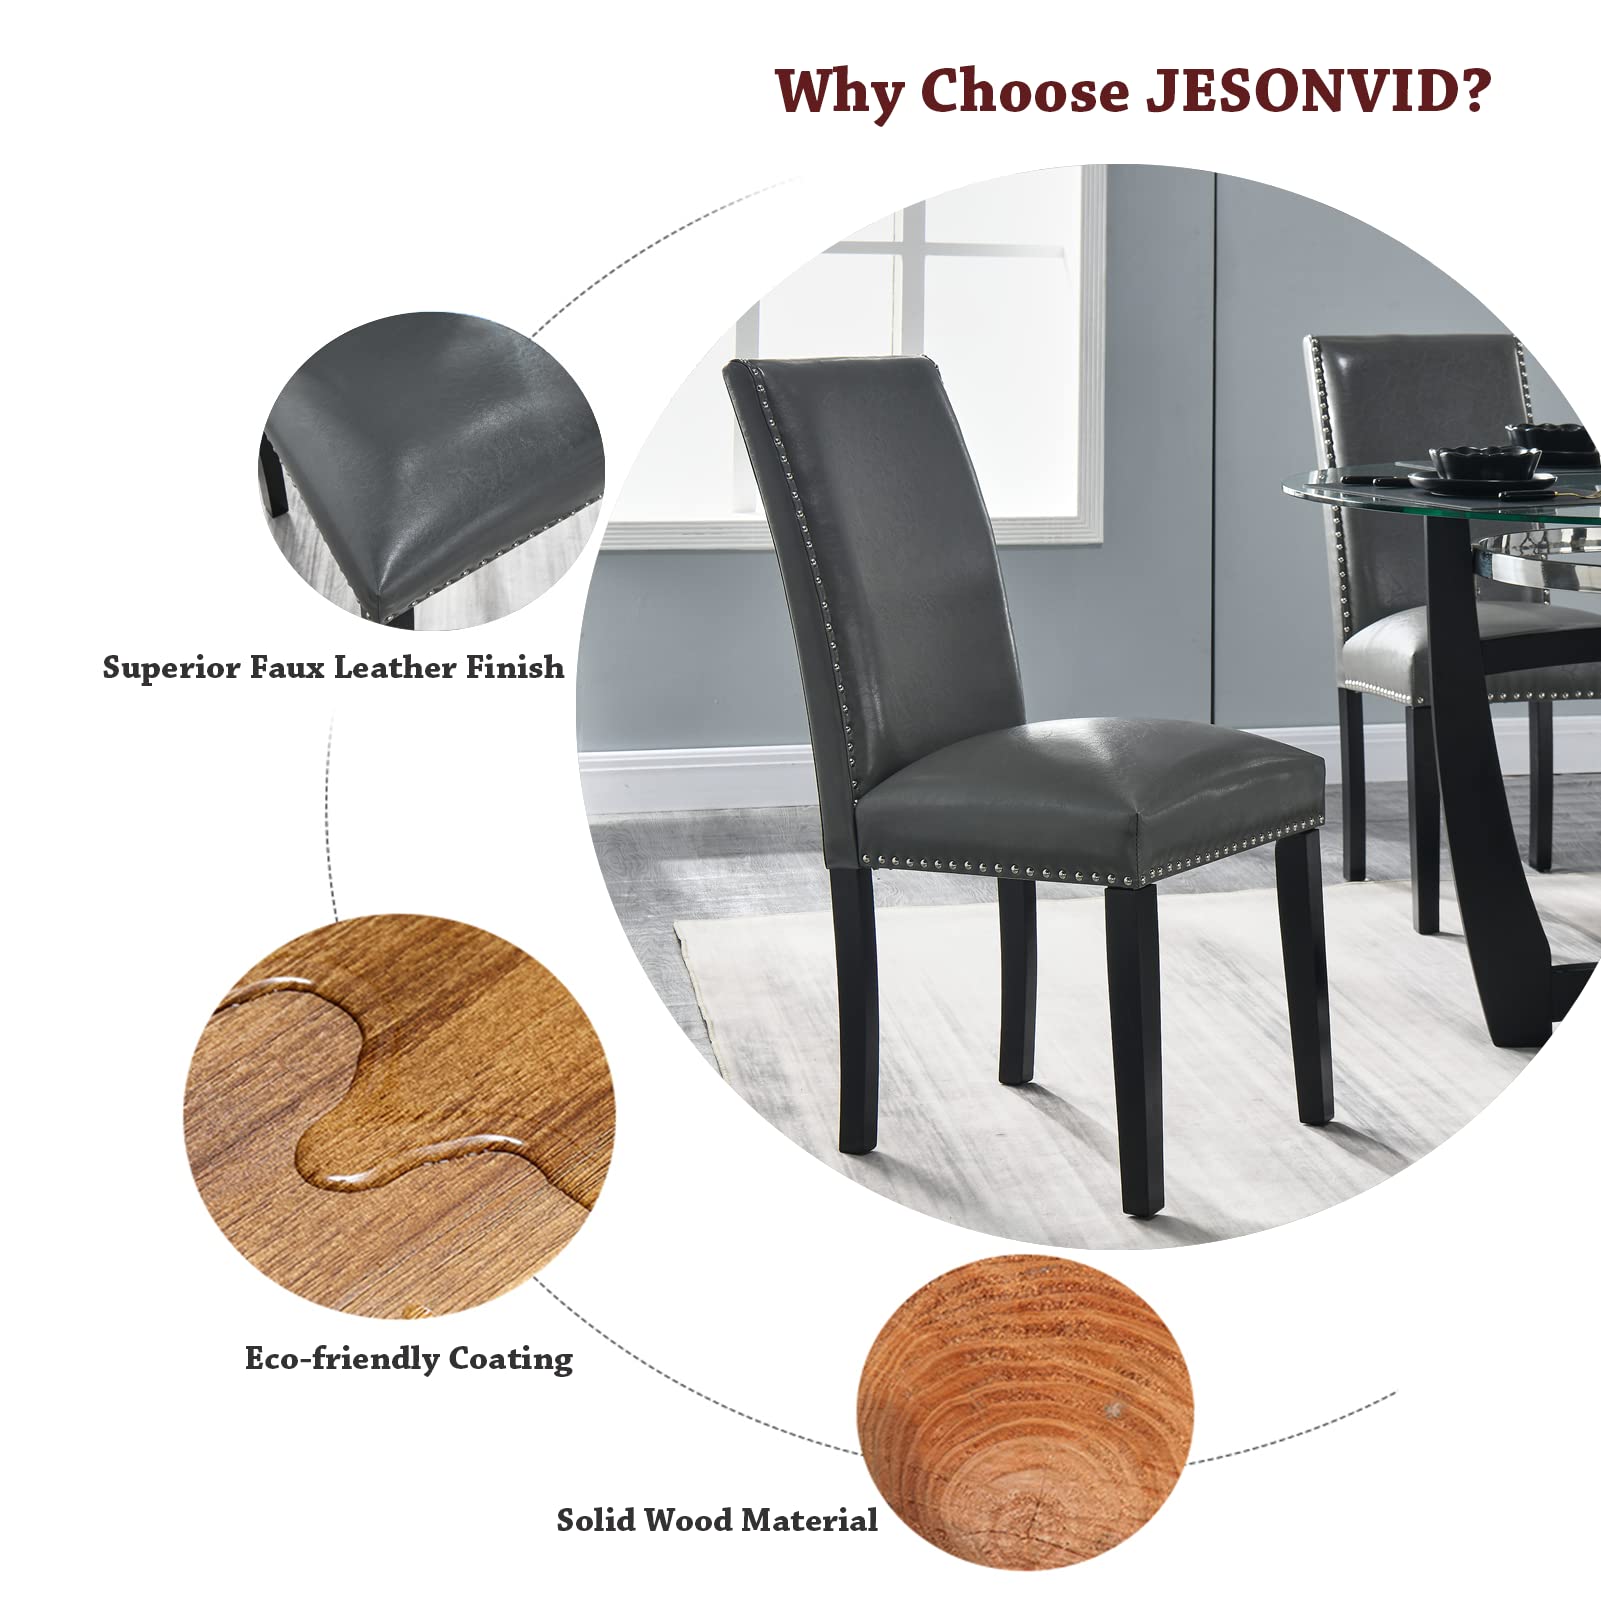 Why Choose JESONVID?
Superior Faux Leather Finish
Eco-friendly Coating
Solid Wood Material